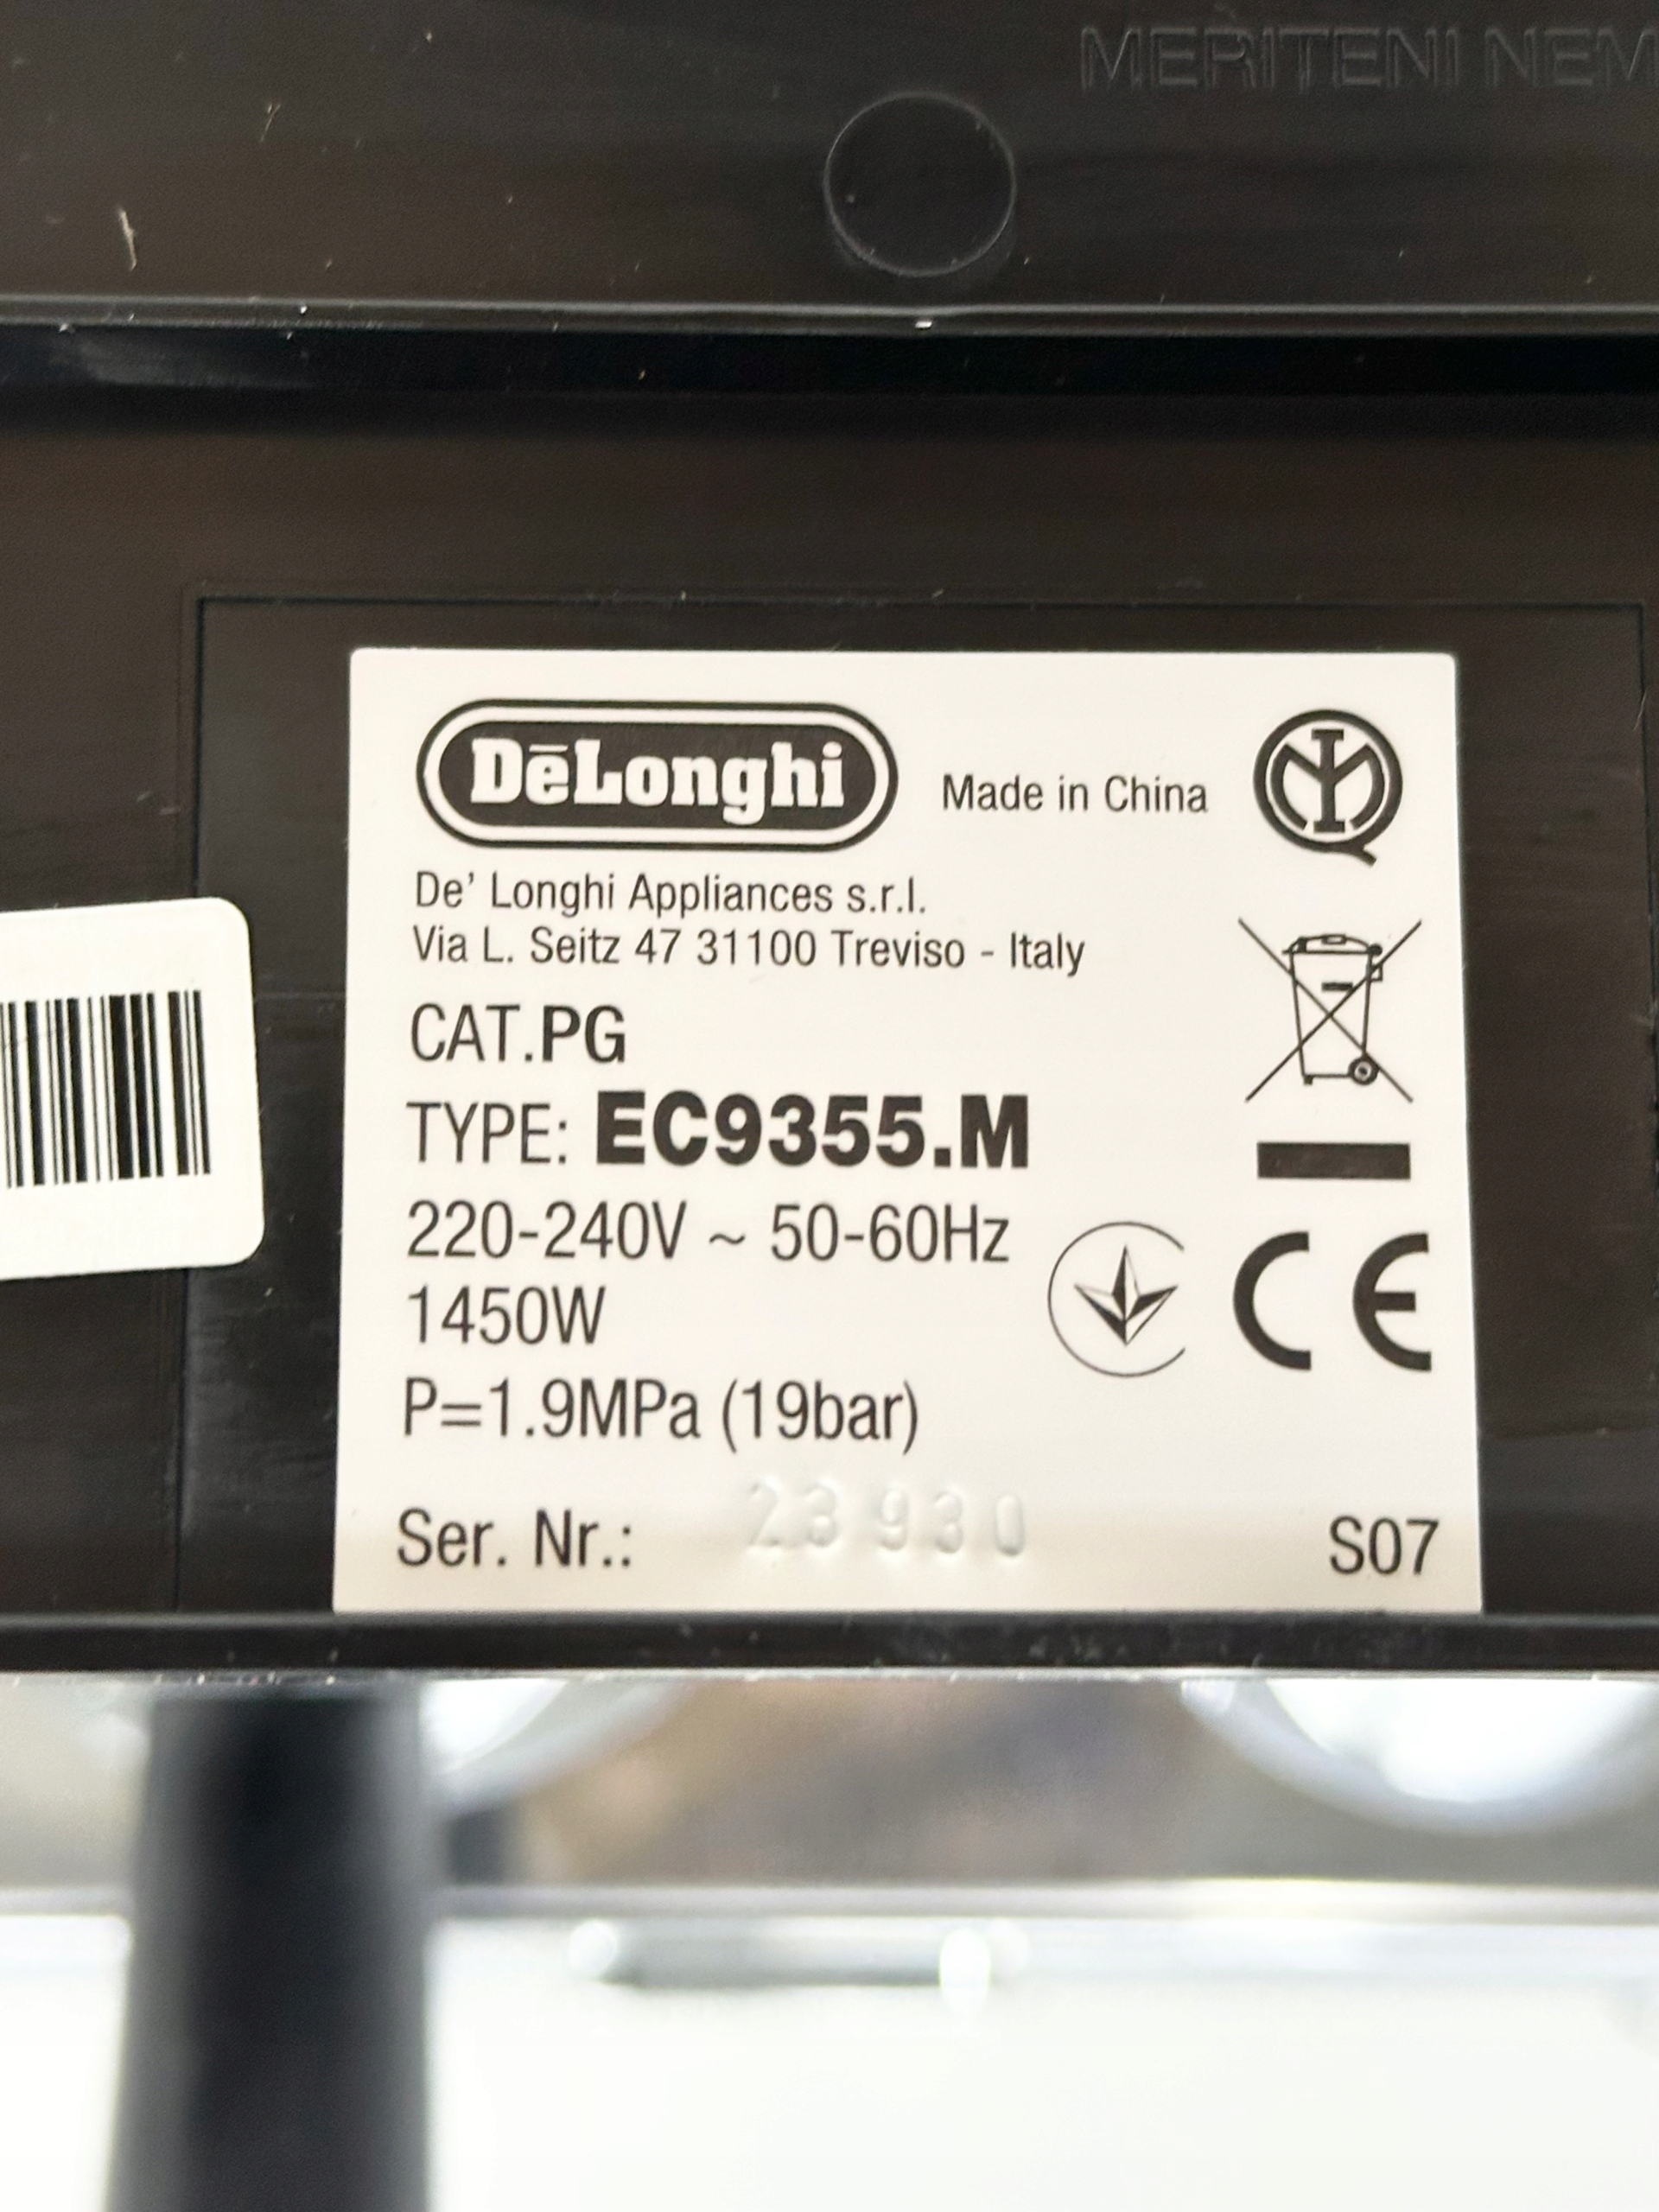 MERITENI NEM
DēLonghi
Made in China
De' Longhi Appliances s.r.l.
Via L. Seitz 47 31100 Treviso - Italy
CAT.PG
TYPE: EC9355.M
220-240V ~ 50-60Hz
1450W
P=1.9MPa (19bar)
Ser. Nr.: 23930
S07